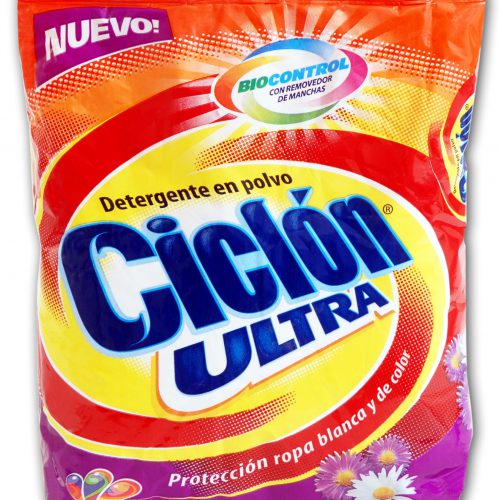 NUEVO!
BIOCONTROL
CON REMOVEDOR
DE MANCHAS
Detergente en polvo
Ciclón®
ULTRA
Protección ropa blanca y de color